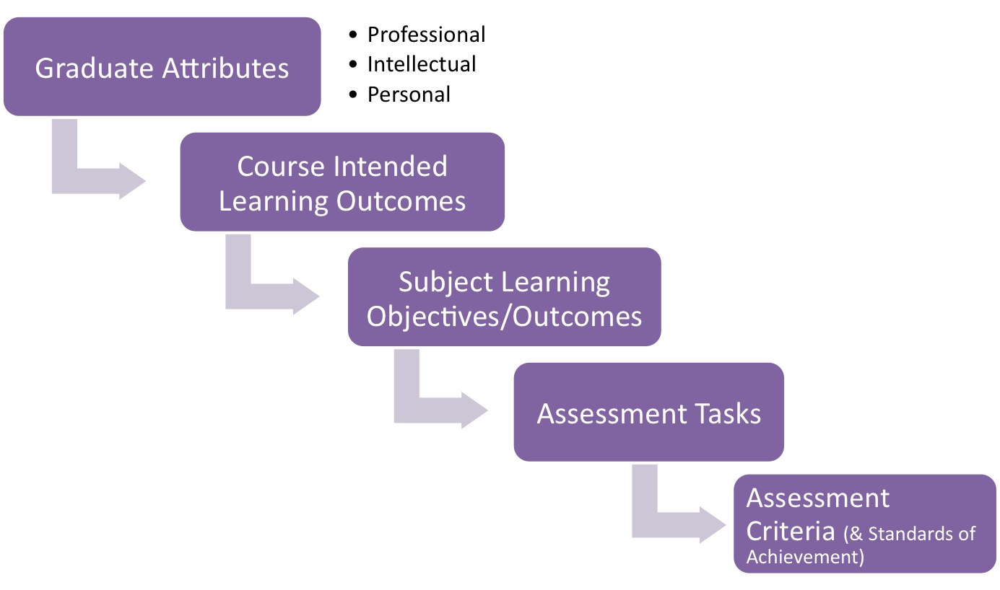 Graduate Attributes
• Professional
• Intellectual
• Personal
Course Intended
Learning Outcomes
Subject Learning
Objectives/Outcomes
Assessment Tasks
Assessment
Criteria (& Standards of
Achievement)